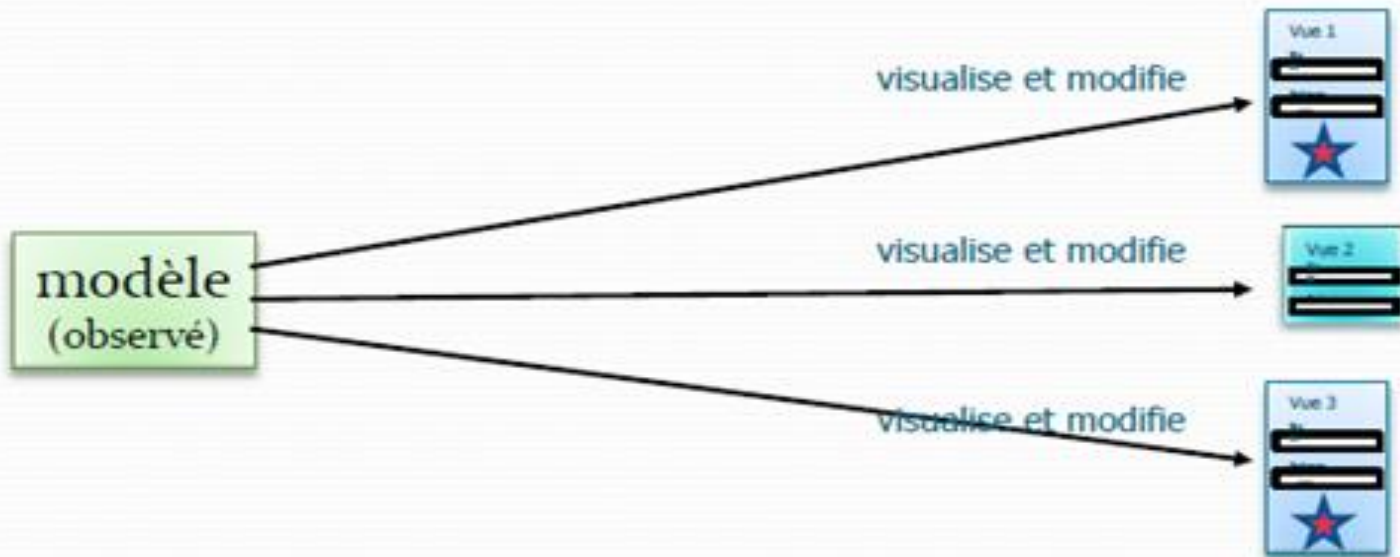 Vue 1
visualise et modifie
modèle
(observé)
visualise et modifie
Vue 2
visualise et modifie
Vue 3